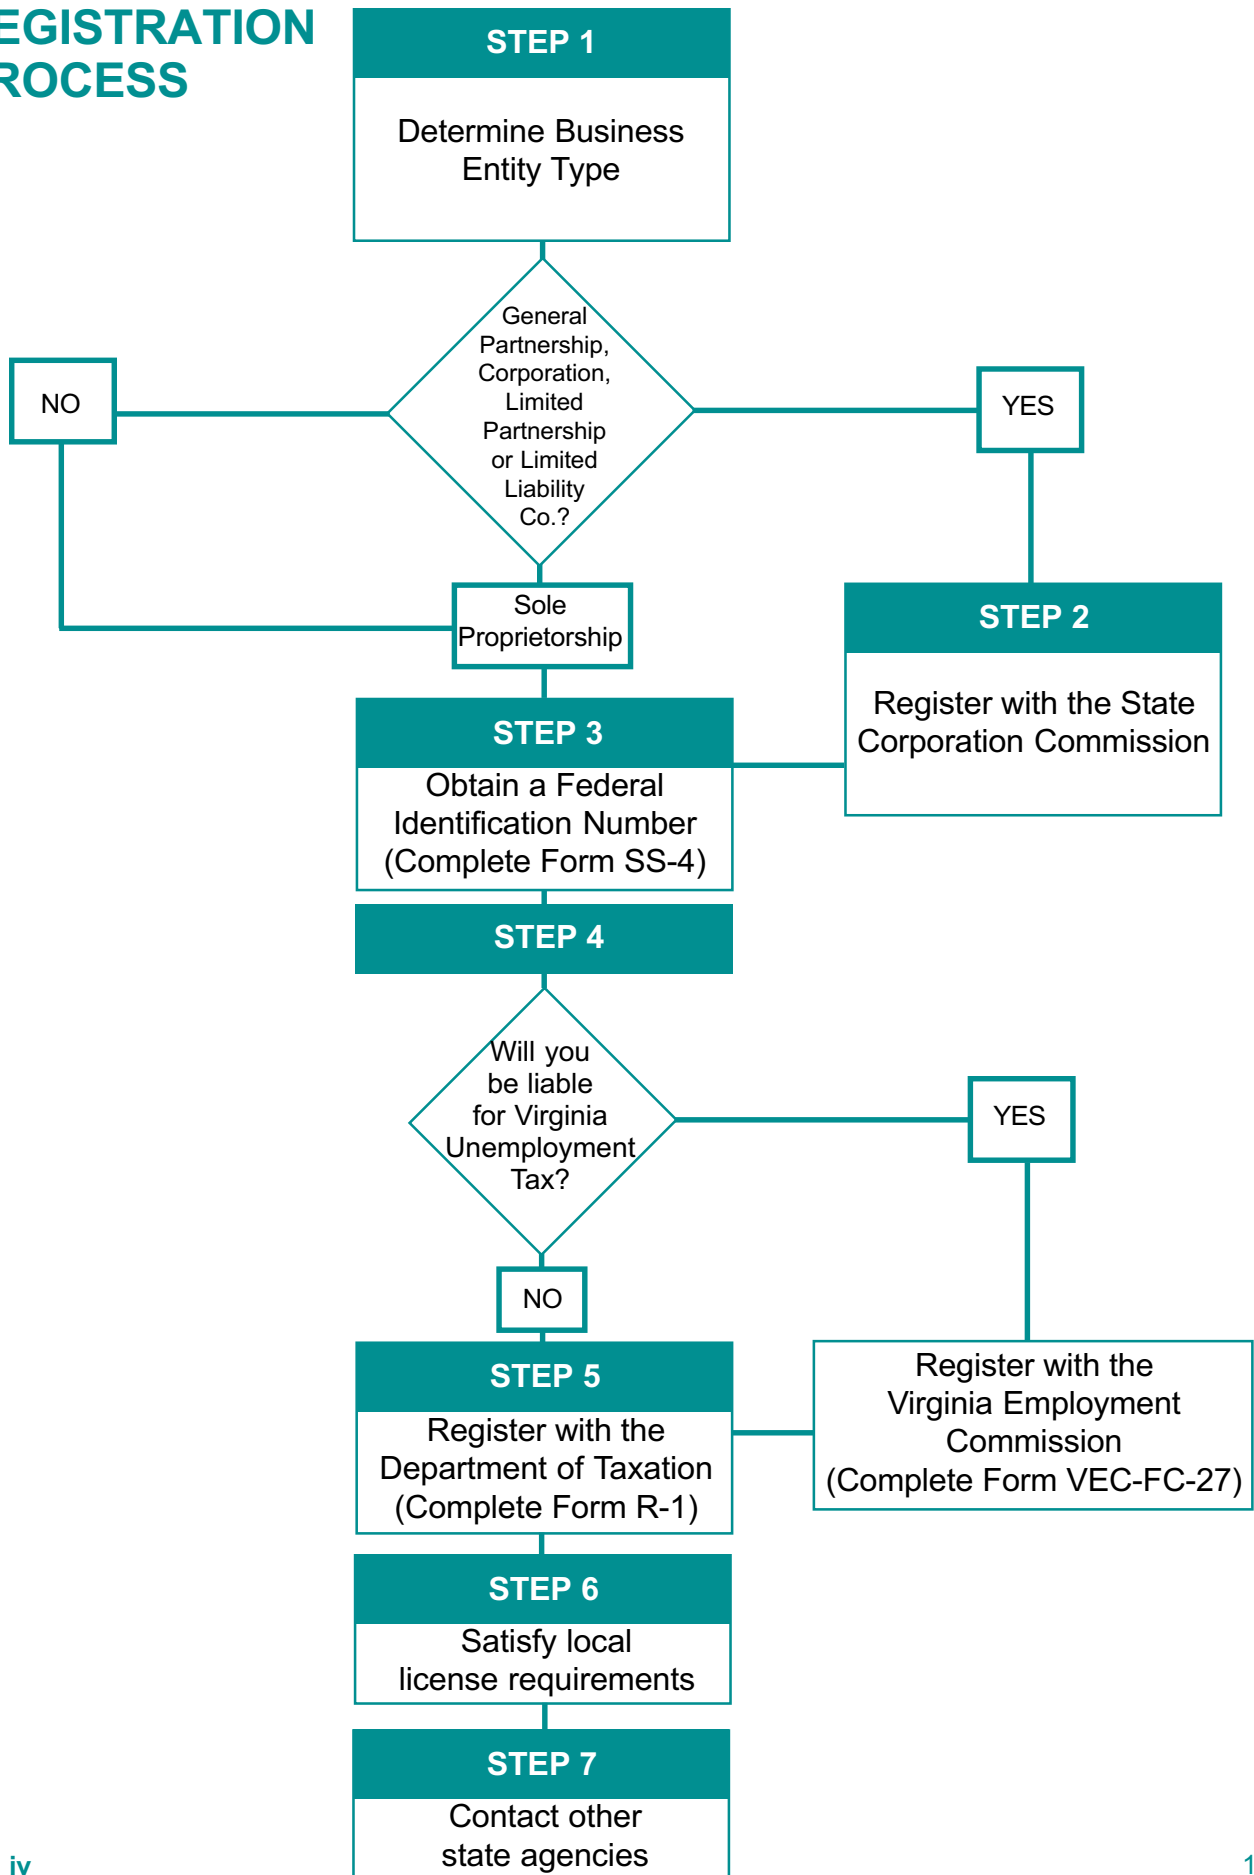 EGISTRATION
ROCESS
STEP 1
Determine Business
Entity Type
General
Partnership,
Corporation,
Limited
Partnership
or Limited
Liability
Co.?
NO
YES
Sole
Proprietorship
STEP 2
Register with the State
Corporation Commission
STEP 3
Obtain a Federal
Identification Number
(Complete Form SS-4)
STEP 4
Will you
be liable
for Virginia
Unemployment
Tax?
YES
NO
STEP 5
Register with the
Department of Taxation
(Complete Form R-1)
Register with the
Virginia Employment
Commission
(Complete Form VEC-FC-27)
STEP 6
Satisfy local
license requirements
STEP 7
Contact other
state agencies
iv
1